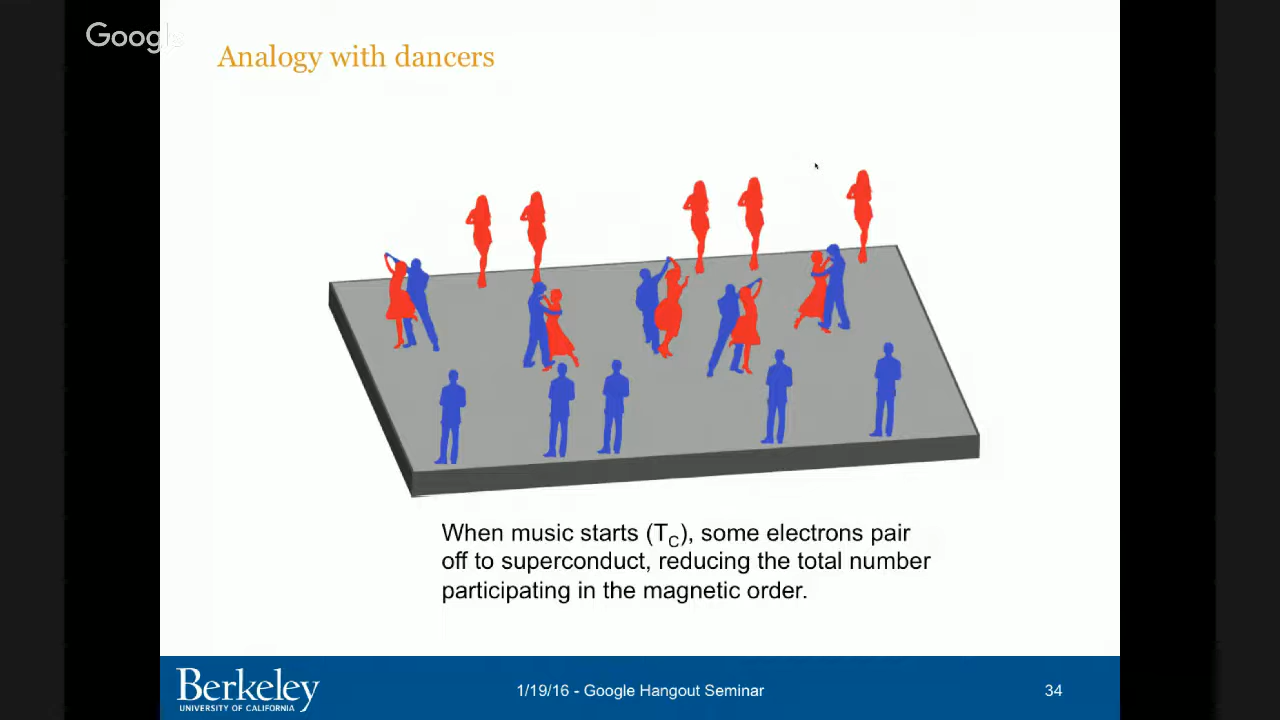 Google
Analogy with dancers
When music starts (TC), some electrons pair
off to superconduct, reducing the total number
participating in the magnetic order.
Berkeley
UNIVERSITY OF CALIFORNIA
1/19/16 - Google Hangout Seminar
34